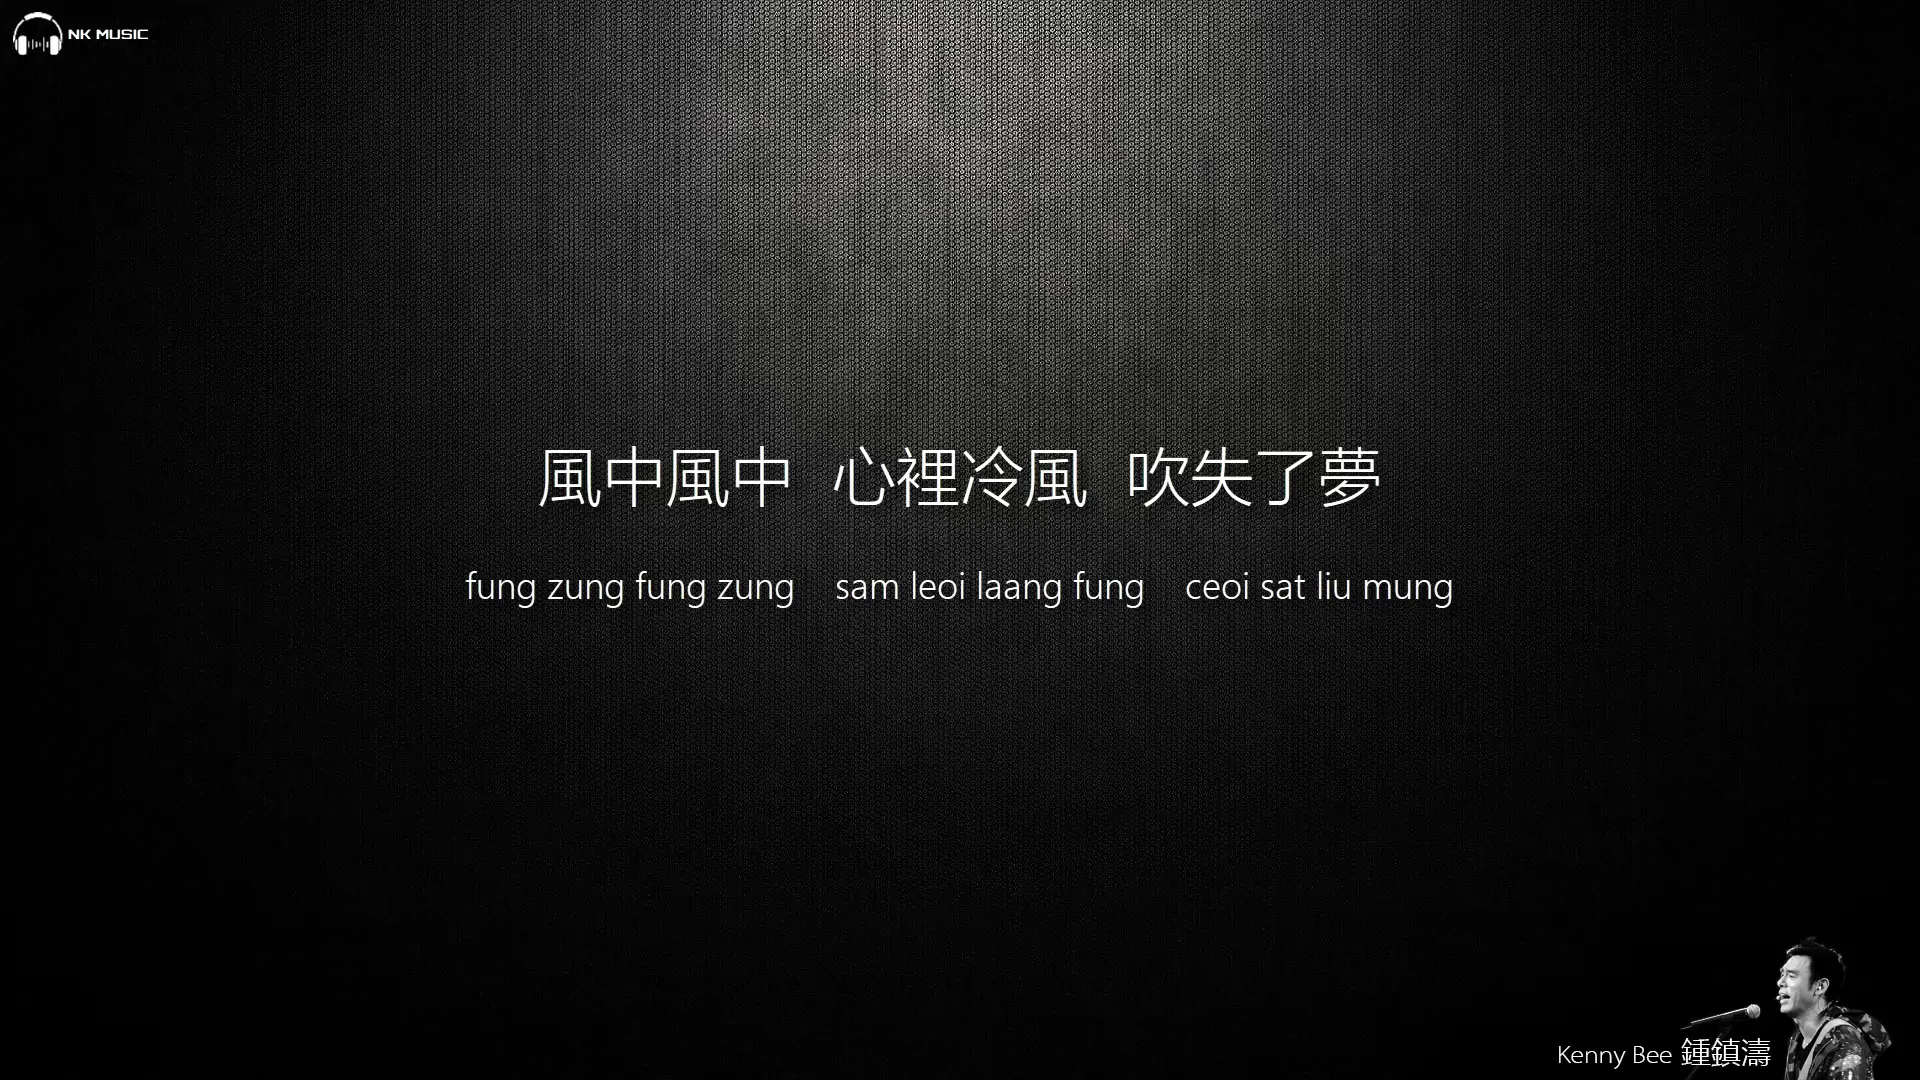 NK MUSIC
風中風中 心裡冷風 吹失了夢
fung zung fung zung sam leoi laang fung ceoi sat liu mung
Kenny Bee 鍾鎮濤